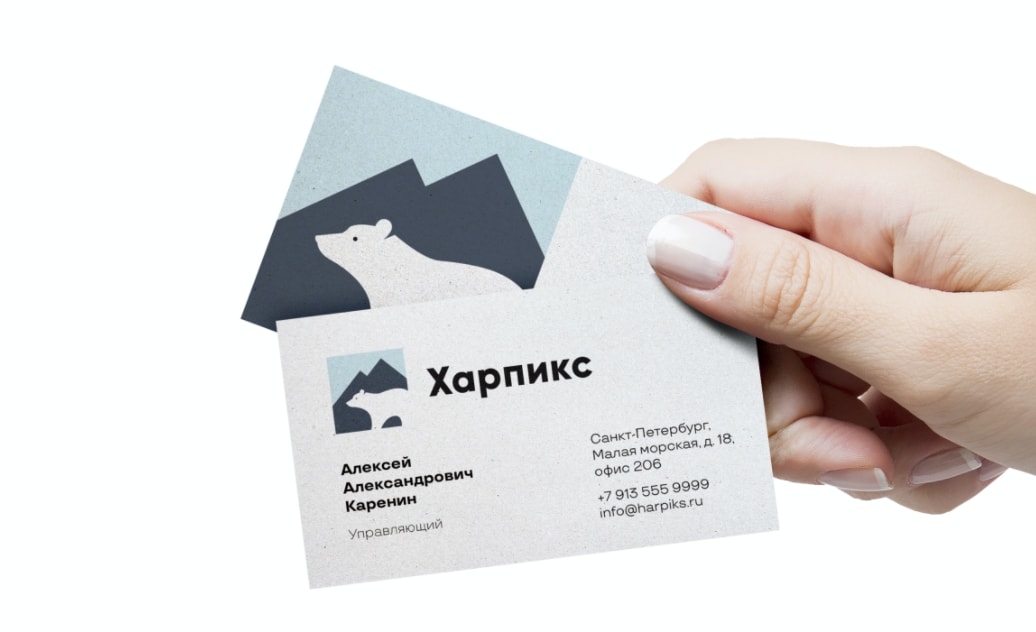 Харпикс
Алексей
Александрович
Каренин
Управляющий
Санкт-Петербург,
Малая морская, д. 18,
офис 206
+7 913 555 9999
info@harpiks.ru